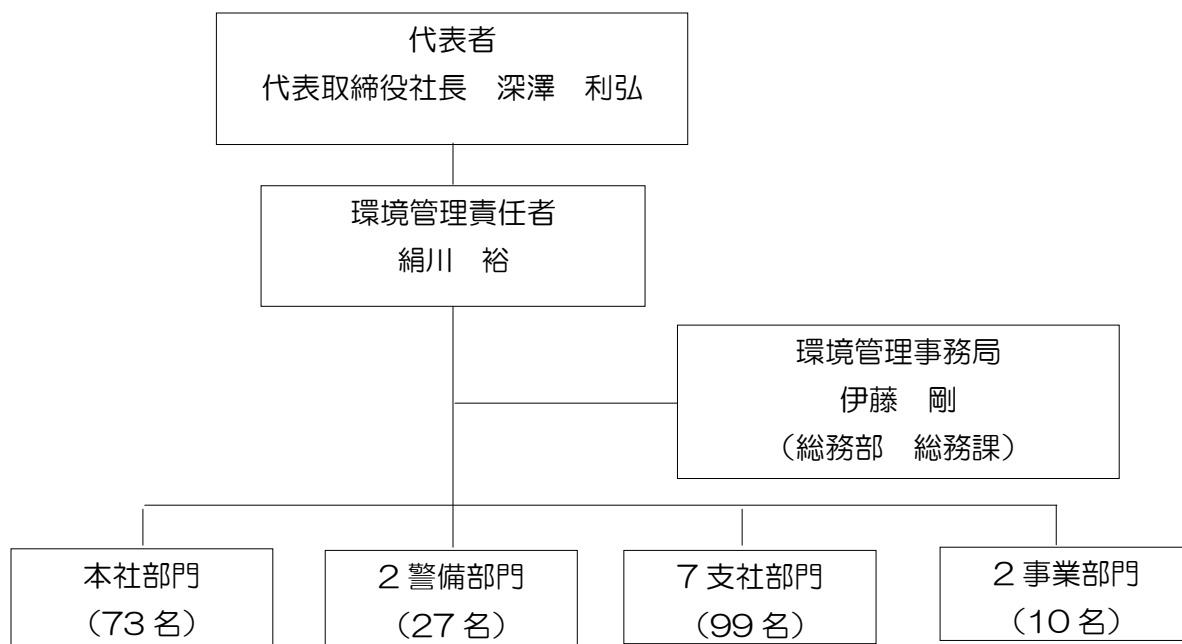 代表者
代表取締役社長　深澤　利弘
環境管理責任者
絹川　裕
環境管理事務局
伊藤　剛
（総務部　総務課）
本社部門
（73名）
2警備部門
（27名）
7支社部門
（99名）
2事業部門
（10名）